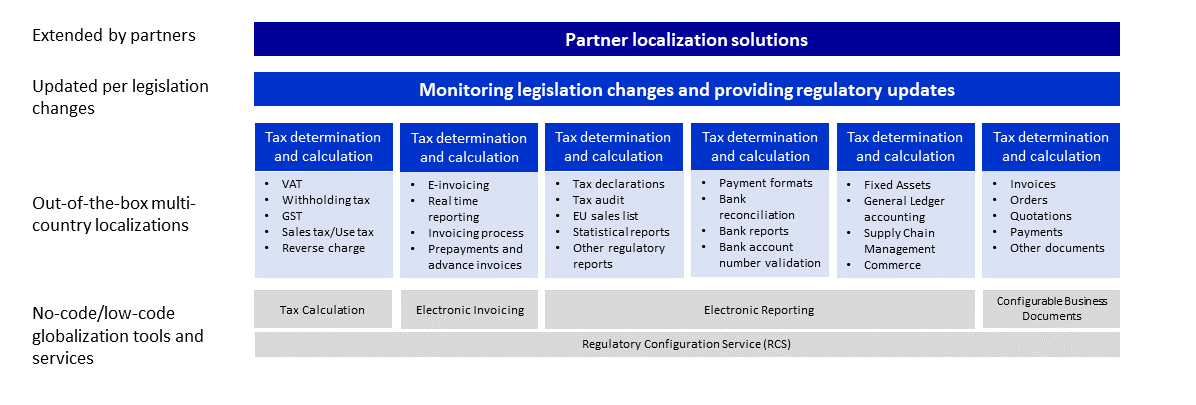 Extended by partners
Partner localization solutions
Updated per legislation
changes
Monitoring legislation changes and providing regulatory updates
Out-of-the-box multi-
country localizations
Tax determination
and calculation
• VAT
• Withholding tax
• GST
• Sales tax/Use tax
• Reverse charge
Tax determination
and calculation
• E-invoicing
• Real time
reporting
• Invoicing process
• Prepayments and
advance invoices
Tax determination
and calculation
• Tax declarations
• Tax audit
• EU sales list
• Statistical reports
• Other regulatory
reports
Tax determination
and calculation
• Payment formats
• Bank
reconciliation
• Bank reports
• Bank account
number validation
Tax determination
and calculation
• Fixed Assets
• General Ledger
accounting
• Supply Chain
Management
• Commerce
Tax determination
and calculation
• Invoices
• Orders
• Quotations
• Payments
• Other documents
No-code/low-code
globalization tools and
services
Tax Calculation
Electronic Invoicing
Electronic Reporting
Configurable Business
Documents
Regulatory Configuration Service (RCS)